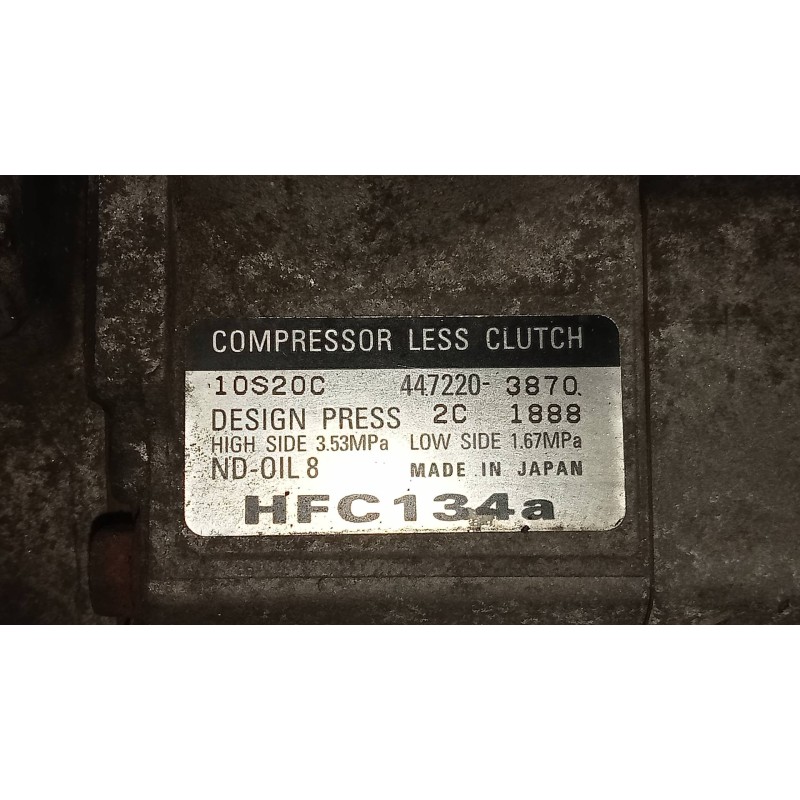 COMPRESSOR LESS CLUTCH
10S20C 447220- 3870.
DESIGN PRESS 2C 1888
HIGH SIDE 3.53MPa LOW SIDE 1.67MPa
ND-OIL 8 MADE IN JAPAN
HFC134a